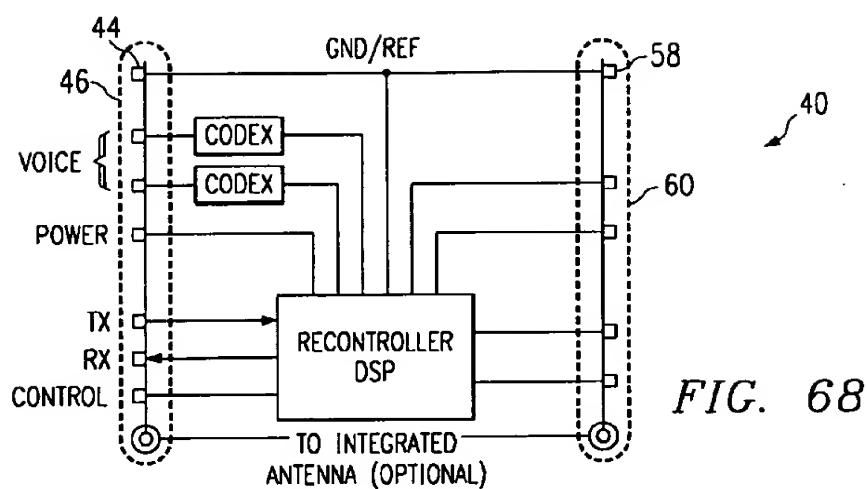 44
GND/REF
58
46
CODEX
40
VOICE
CODEX
60
POWER
TX
RECONTROLLER
DSP
RX
CONTROL
FIG. 68
TO INTEGRATED
ANTENNA (OPTIONAL)